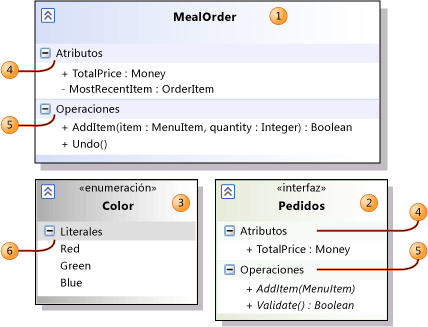 MealOrder
1
Atributos
4
+ TotalPrice : Money
- MostRecentItem : OrderItem
Operaciones
5
+ AddItem(item : MenuItem, quantity : Integer) : Boolean
+ Undo()
«enumeración»
Color
3
Literales
6
Red
Green
Blue
«interfaz»
Pedidos
2
Atributos
4
+ TotalPrice : Money
Operaciones
5
+ AddItem(MenuItem)
+ Validate() : Boolean